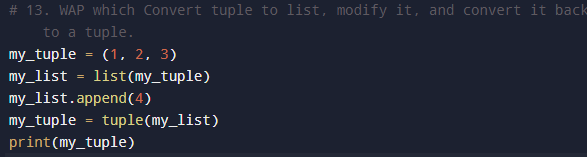 # 13. WAP which Convert tuple to list, modify it, and convert it back
to a tuple.
my_tuple = (1, 2, 3)
my_list = list(my_tuple)
my_list.append(4)
my_tuple = tuple(my_list)
print(my_tuple)